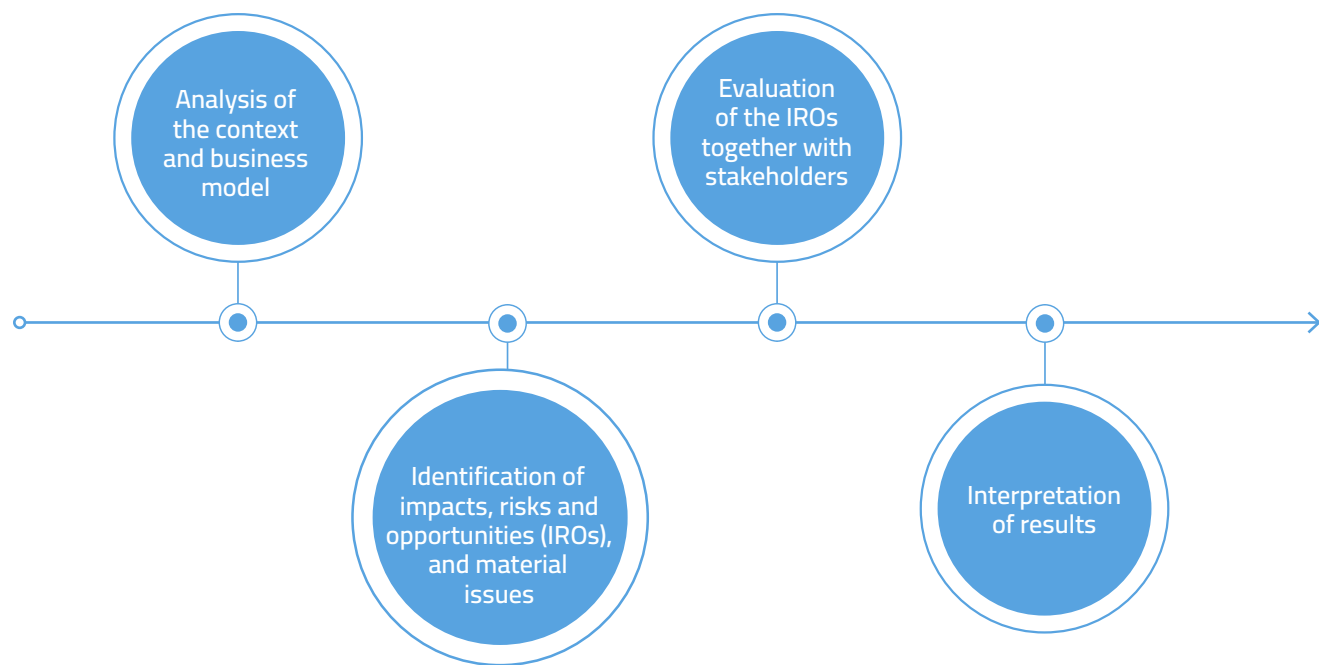 Analysis of
the context
and business
model
Identification of
impacts, risks and
opportunities (IROs),
and material
issues
Evaluation
of the IROs
together with
stakeholders
Interpretation
of results